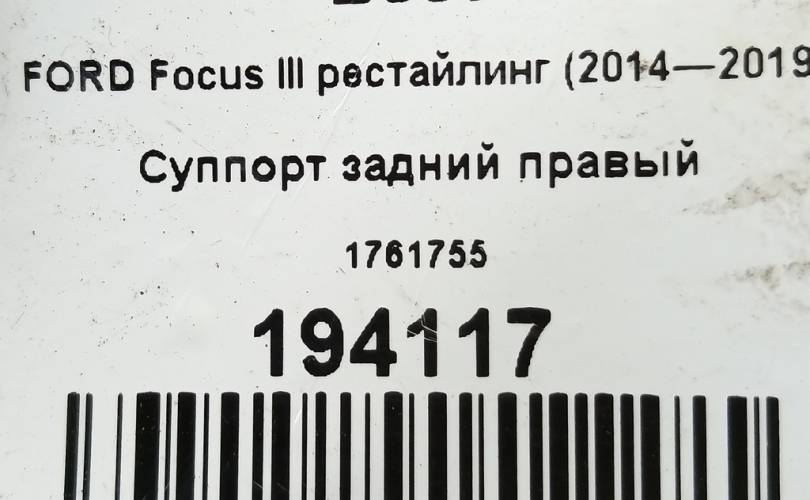 FORD Focus III рестайлинг (2014—2019
Суппорт задний правый
1761755
194117